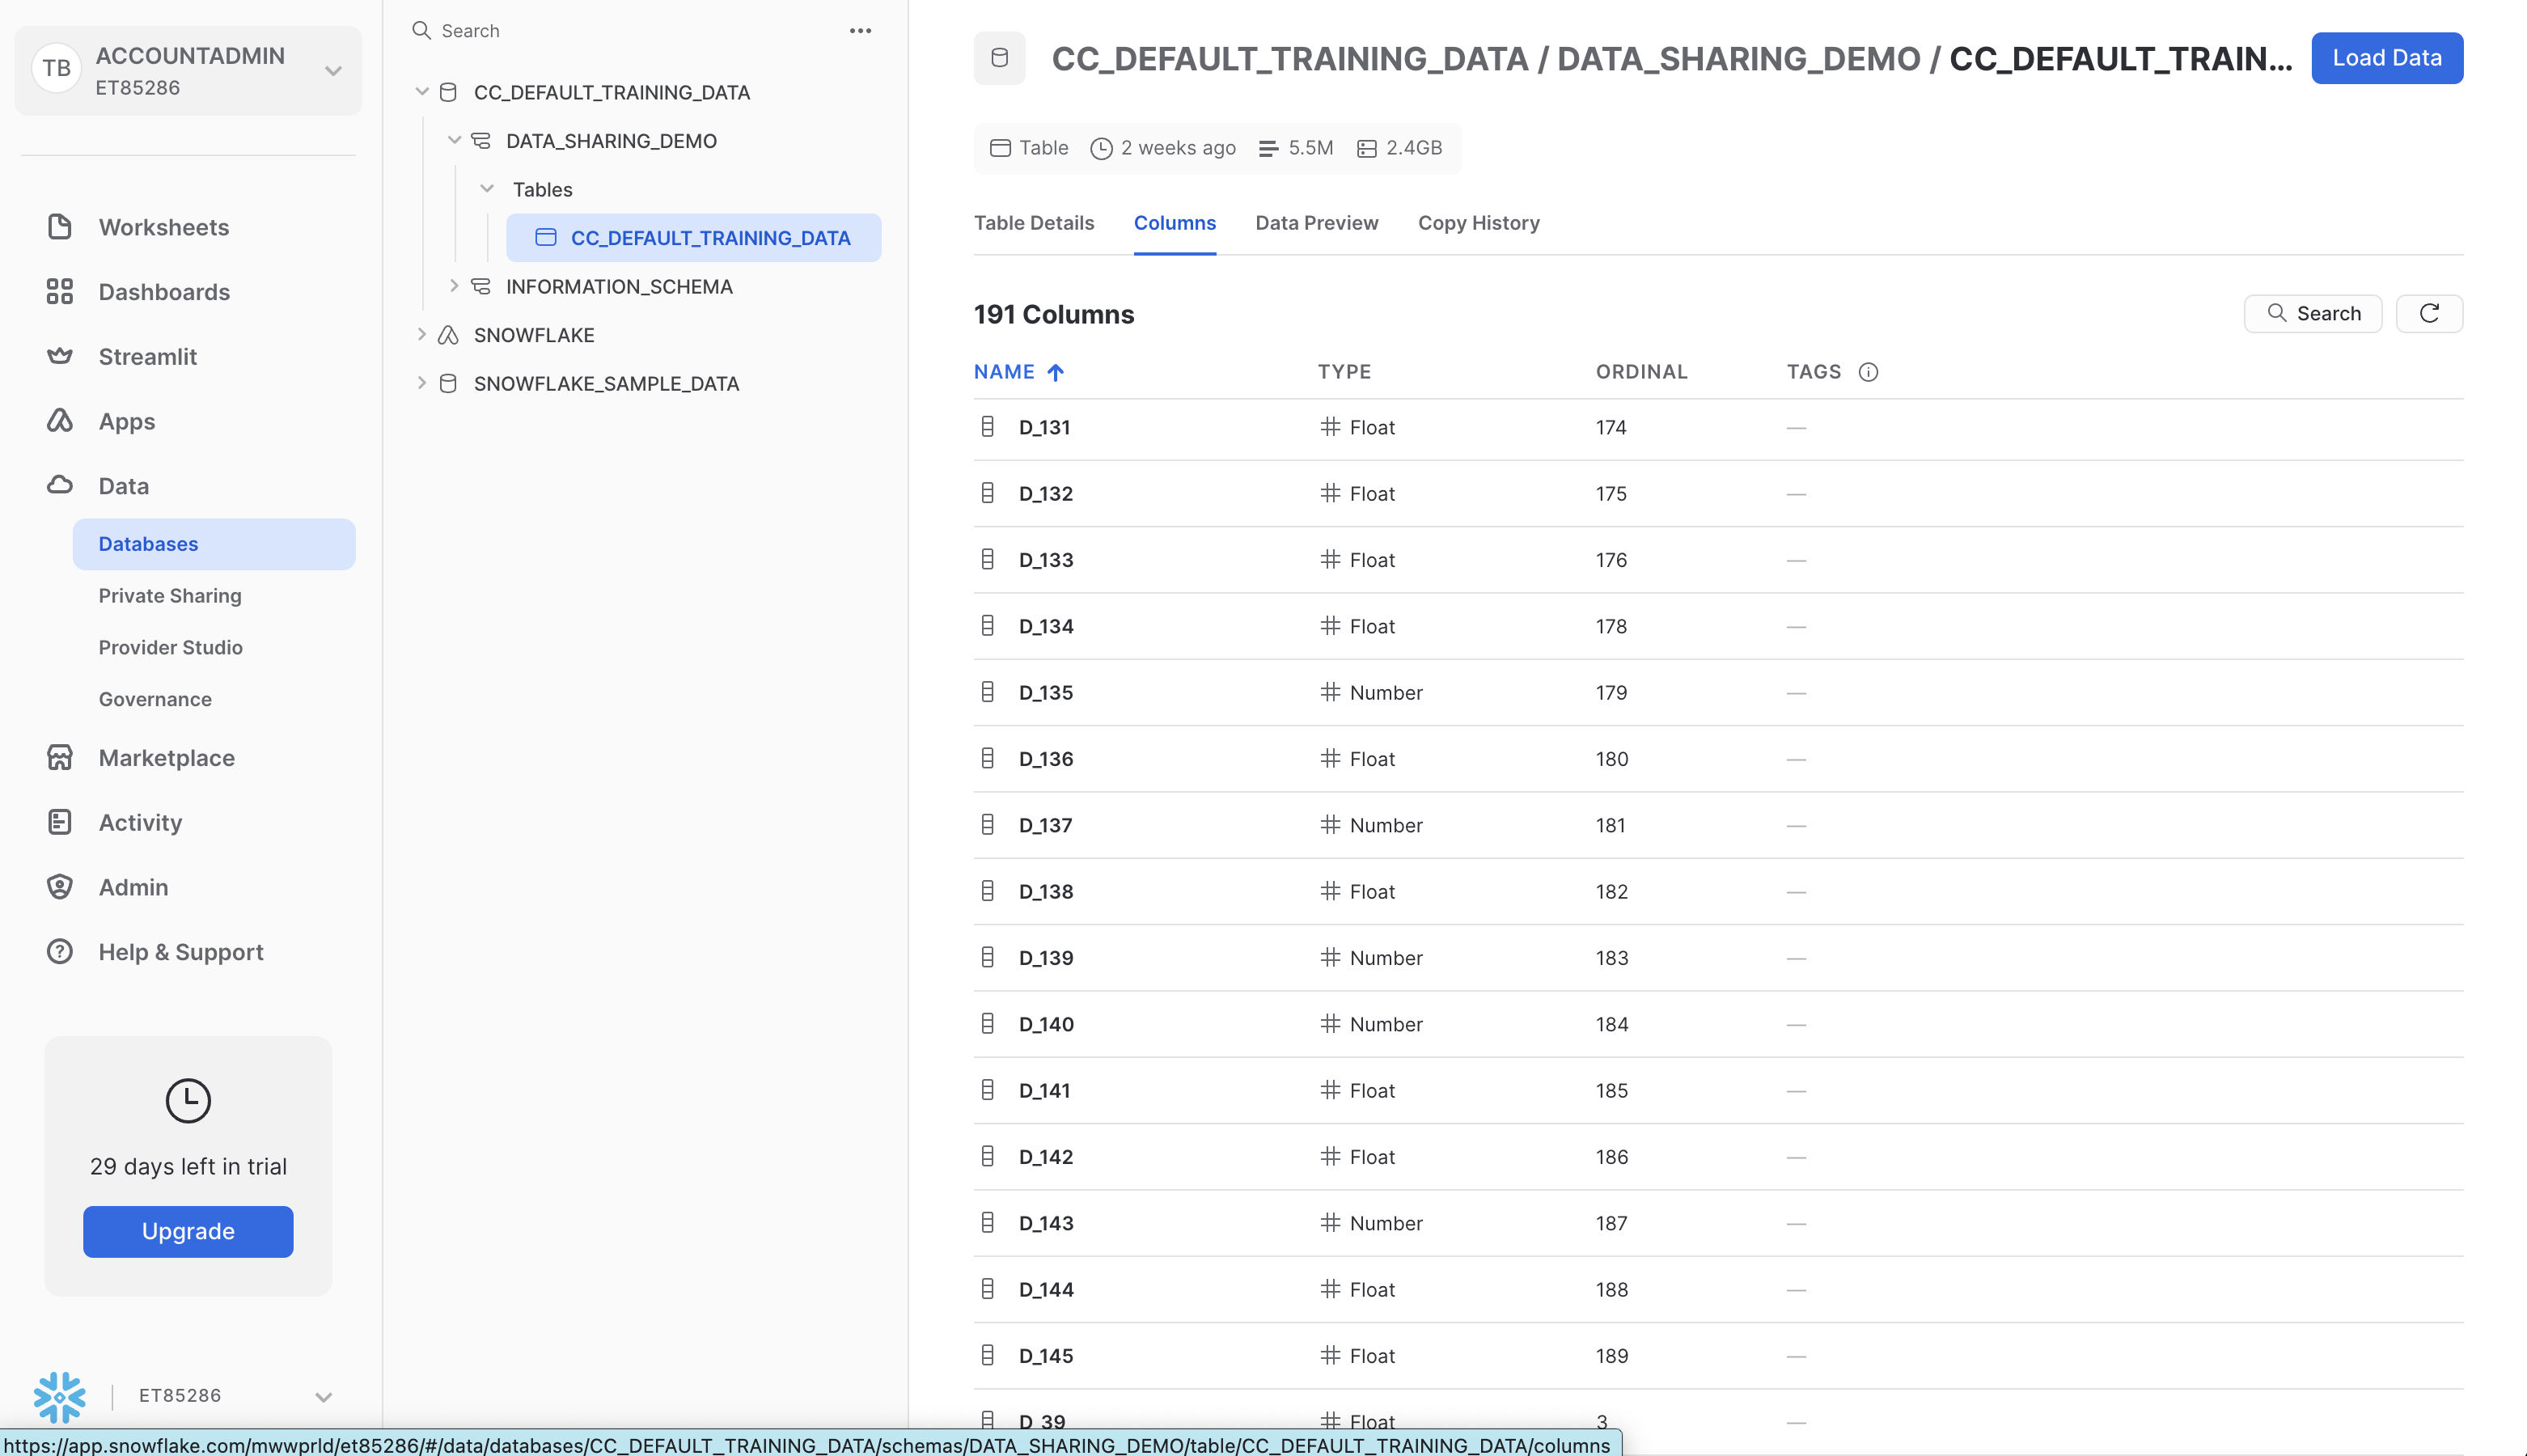 TB
ACCOUNTADMIN
ET85286
Worksheets
Dashboards
Streamlit
Apps
Data
Databases
Private Sharing
Provider Studio
Governance
Marketplace
Activity
Admin
Help & Support
29 days left in trial
Upgrade
ET85286
Search
CC_DEFAULT_TRAINING_DATA
DATA_SHARING_DEMO
Tables
CC_DEFAULT_TRAINING_DATA
INFORMATION_SCHEMA
SNOWFLAKE
SNOWFLAKE_SAMPLE_DATA
CC_DEFAULT_TRAINING_DATA / DATA_SHARING_DEMO / CC_DEFAULT_TRAIN...
Load Data
Table 2 weeks ago 5.5M 2.4GB
Table Details Columns Data Preview Copy History
191 Columns
Search
NAME TYPE ORDINAL TAGS
D_131 Float 174 —
D_132 Float 175 —
D_133 Float 176 —
D_134 Float 178 —
D_135 Number 179 —
D_136 Float 180 —
D_137 Number 181 —
D_138 Float 182 —
D_139 Number 183 —
D_140 Number 184 —
D_141 Float 185 —
D_142 Float 186 —
D_143 Number 187 —
D_144 Float 188 —
D_145 Float 189 —
D_39 Float 3 —
https://app.snowflake.com/mwwprld/et85286/#/data/databases/CC_DEFAULT_TRAINING_DATA/schemas/DATA_SHARING_DEMO/table/CC_DEFAULT_TRAINING_DATA/columns